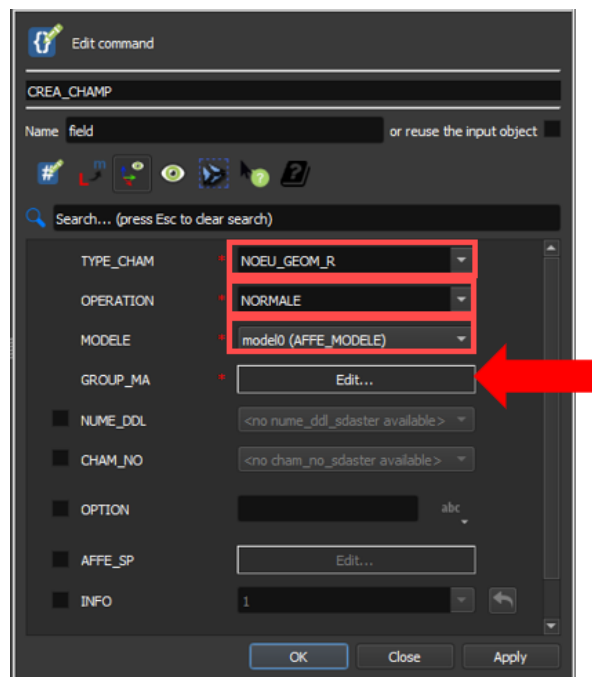 Edit command
CREA_CHAMP
Name field or reuse the input object
Search... (press Esc to clear search)
TYPE_CHAM * NOEU_GEOM_R
OPERATION * NORMALE
MODELE * model0 (AFFE_MODELE)
GROUP_MA * Edit...
NUME_DDL <no nume_ddl_sdaster available>
CHAM_NO <no cham_no_sdaster available>
OPTION abc
AFFE_SP Edit...
INFO 1
OK Close Apply